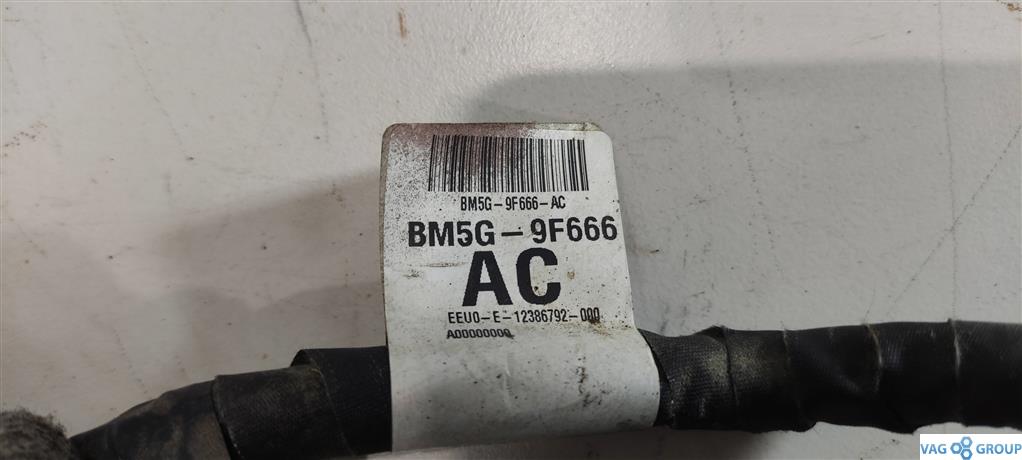 BM5G-9F666-AC
BM5G-9F666
AC
EEU0-E-12386792-000
A00000000
VAG GROUP